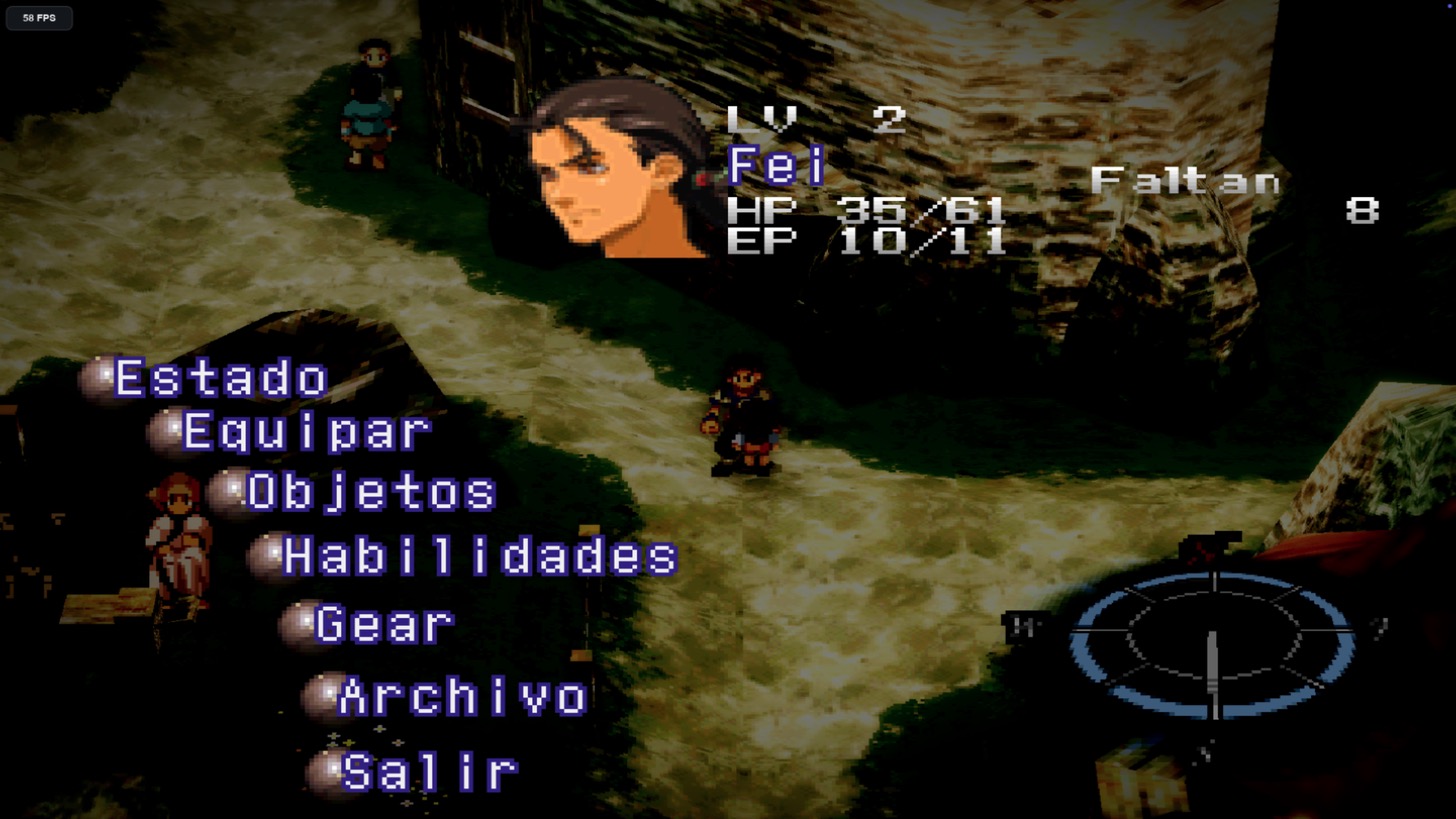 58 FPS
LV 2
Fei
HP 35/61
EP 10/11
Faltan
8
Estado
Equipar
Objetos
Habilidades
Gear
Archivo
Salir